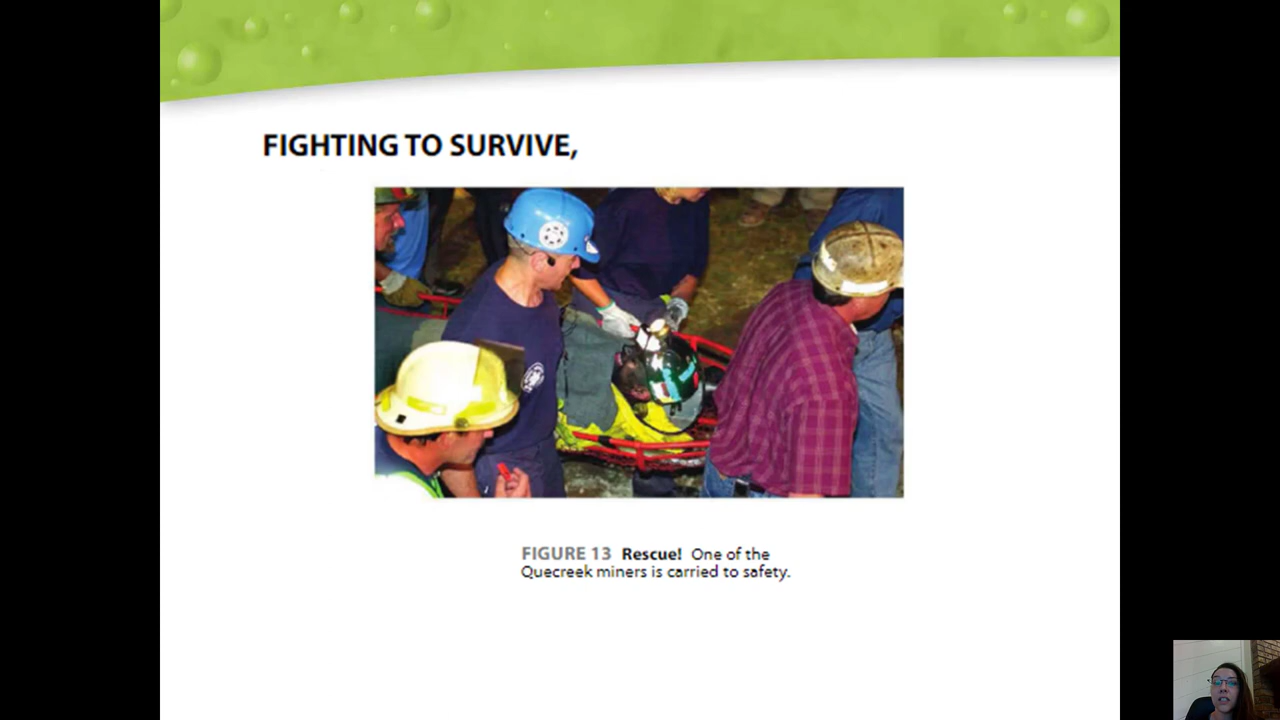 FIGHTING TO SURVIVE,
FIGURE 13 Rescue! One of the
Quecreek miners is carried to safety.